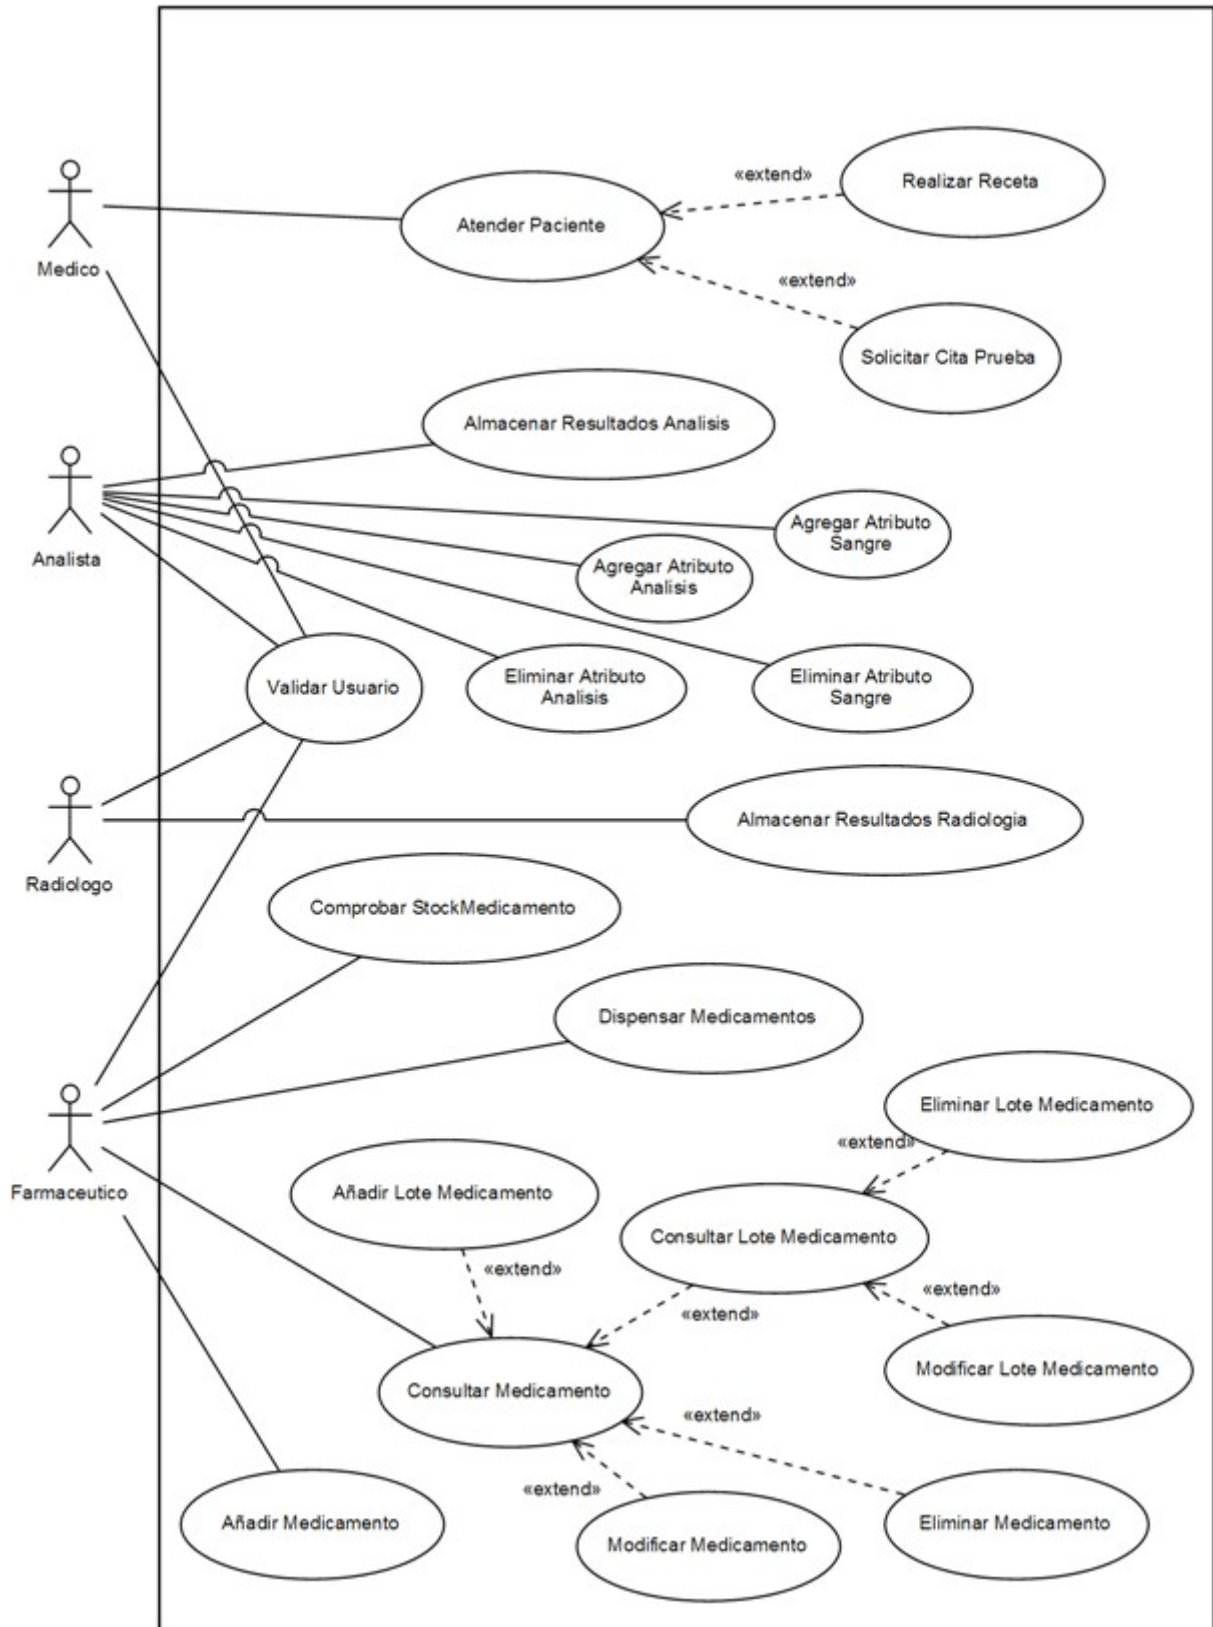 «extend»
Realizar Receta
Medico
Atender Paciente
«extend»
Solicitar Cita Prueba
Almacenar Resultados Analisis
Analista
Agregar Atributo
Sangre
Agregar Atributo
Analisis
Validar Usuario
Eliminar Atributo
Analisis
Eliminar Atributo
Sangre
Radiologo
Almacenar Resultados Radiologia
Comprobar StockMedicamento
Dispensar Medicamentos
Farmaceutico
Eliminar Lote Medicamento
«extend»
Añadir Lote Medicamento
Consultar Lote Medicamento
«extend»
«extend»
«extend»
Modificar Lote Medicamento
Consultar Medicamento
«extend»
«extend»
Añadir Medicamento
Modificar Medicamento
Eliminar Medicamento